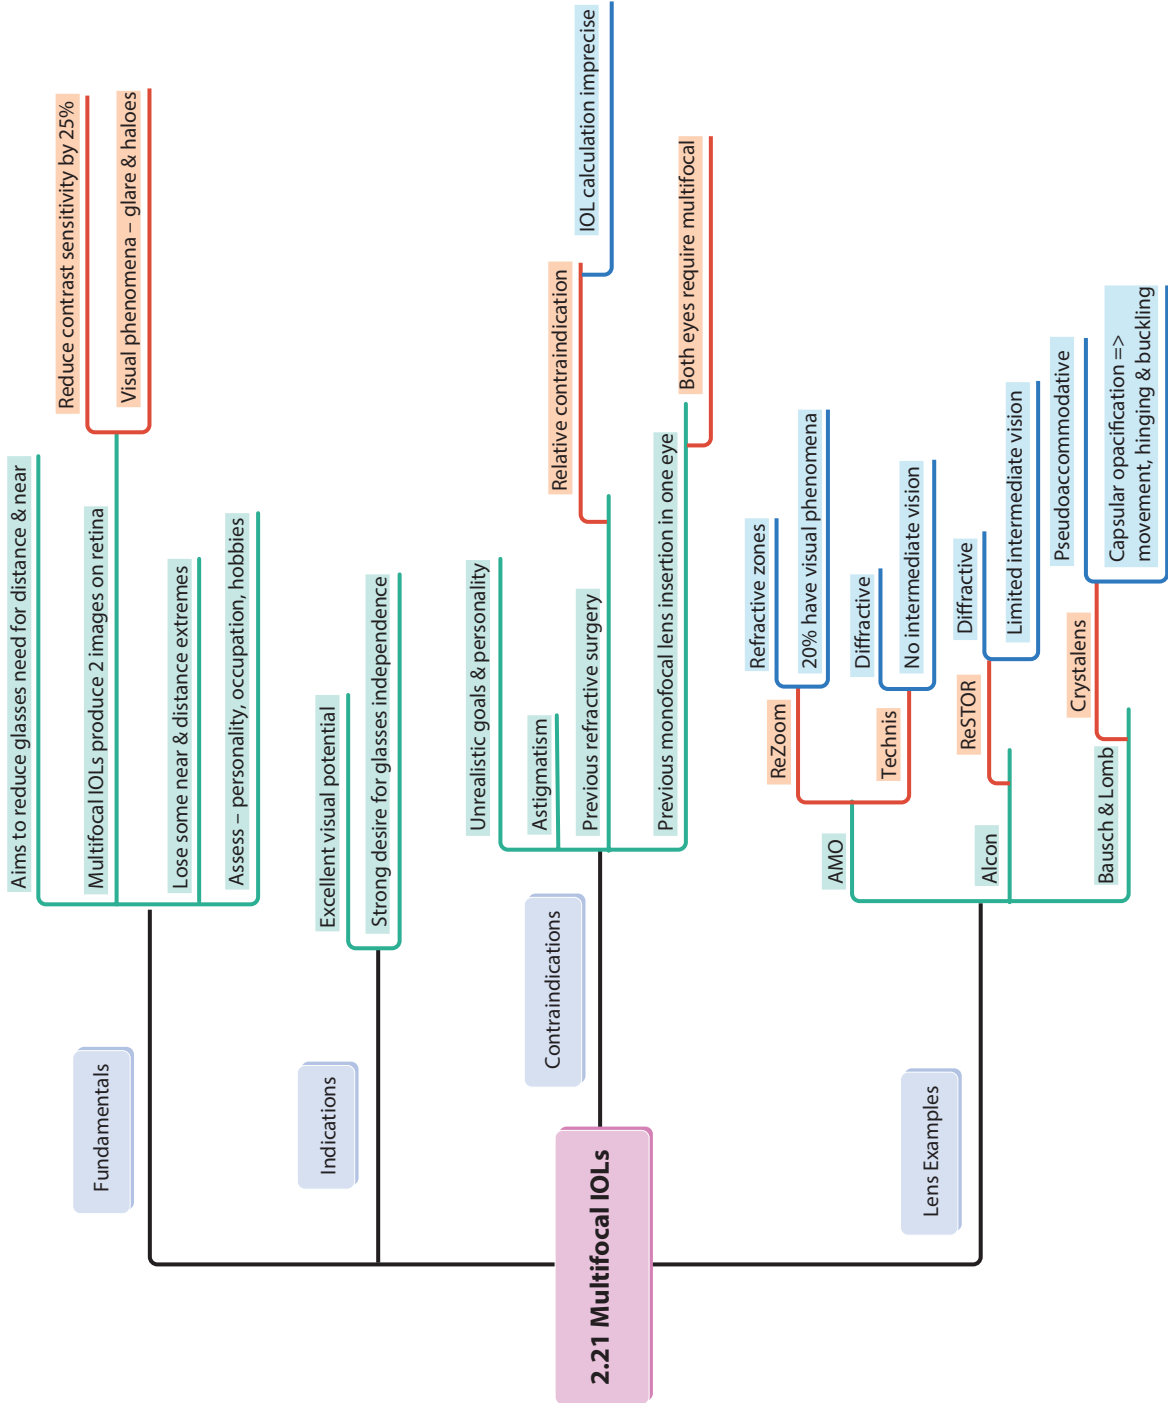 2.21 Multifocal IOLs
Fundamentals
Aims to reduce glasses need for distance & near
Multifocal IOLs produce 2 images on retina
Reduce contrast sensitivity by 25%
Visual phenomena – glare & haloes
Lose some near & distance extremes
Assess – personality, occupation, hobbies
Indications
Excellent visual potential
Strong desire for glasses independence
Contraindications
Unrealistic goals & personality
Astigmatism
Previous refractive surgery
Relative contraindication
IOL calculation imprecise
Previous monofocal lens insertion in one eye
Both eyes require multifocal
Lens Examples
AMO
ReZoom
Refractive zones
20% have visual phenomena
Technis
Diffractive
No intermediate vision
Alcon
ReSTOR
Diffractive
Limited intermediate vision
Bausch & Lomb
Crystalens
Pseudoaccommodative
Capsular opacification =>
movement, hinging & buckling